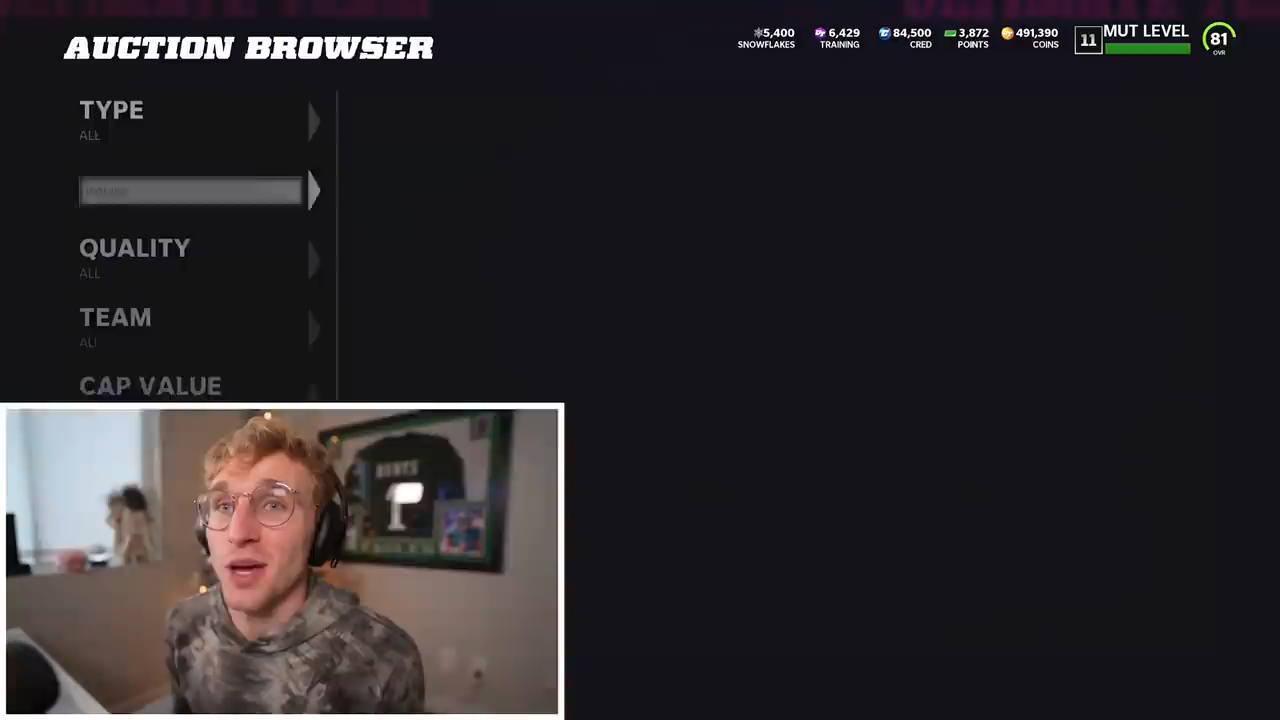 AUCTION BROWSER
5,400 SNOWFLAKES
6,429 TRAINING
84,500 CRED
3,872 POINTS
491,390 COINS
11 MUT LEVEL
81 OVR
TYPE
ALL
QUALITY
ALL
TEAM
ALL
CAP VALUE